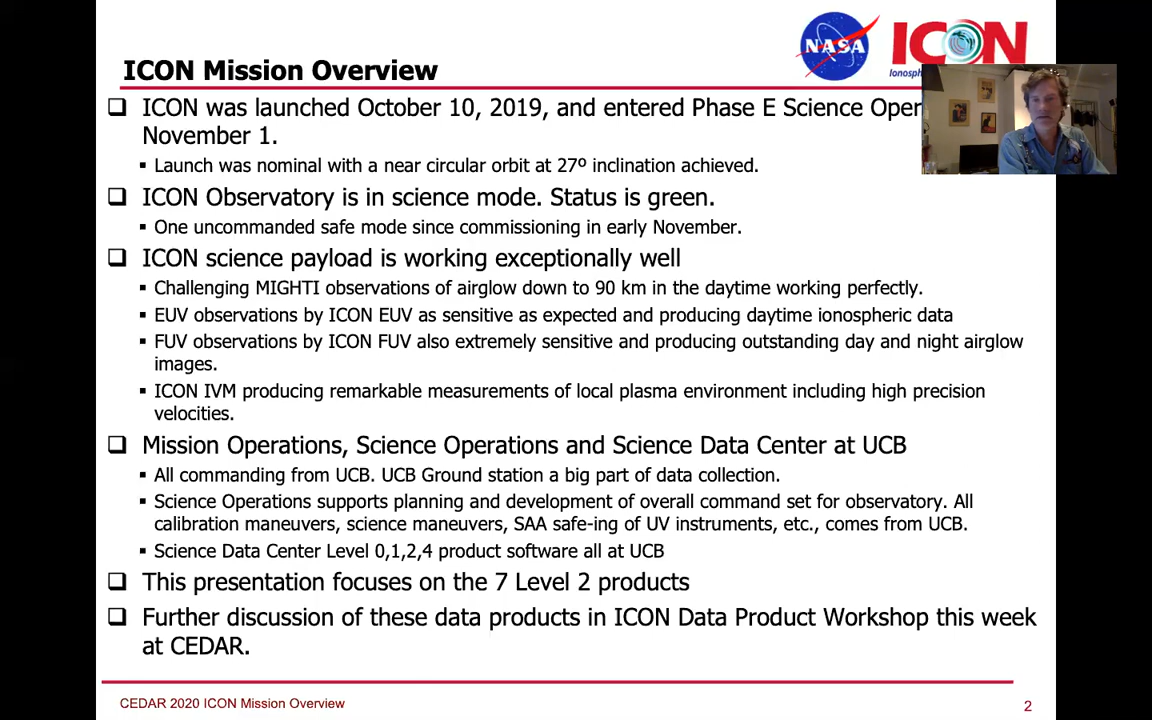 NASA
ICON
ICON Mission Overview
❑ ICON was launched October 10, 2019, and entered Phase E Science
November 1.
▪ Launch was nominal with a near circular orbit at 27º inclination achieved.
❑ ICON Observatory is in science mode. Status is green.
▪ One uncommanded safe mode since commissioning in early November.
❑ ICON science payload is working exceptionally well
▪ Challenging MIGHTI observations of airglow down to 90 km in the daytime working perfectly.
▪ EUV observations by ICON EUV as sensitive as expected and producing daytime ionospheric data
▪ FUV observations by ICON FUV also extremely sensitive and producing outstanding day and night airglow
images.
▪ ICON IVM producing remarkable measurements of local plasma environment including high precision
velocities.
❑ Mission Operations, Science Operations and Science Data Center at UCB
▪ All commanding from UCB. UCB Ground station a big part of data collection.
▪ Science Operations supports planning and development of overall command set for observatory. All
calibration maneuvers, science maneuvers, SAA safe-ing of UV instruments, etc., comes from UCB.
▪ Science Data Center Level 0,1,2,4 product software all at UCB
❑ This presentation focuses on the 7 Level 2 products
❑ Further discussion of these data products in ICON Data Product Workshop this week
at CEDAR.
CEDAR 2020 ICON Mission Overview
2